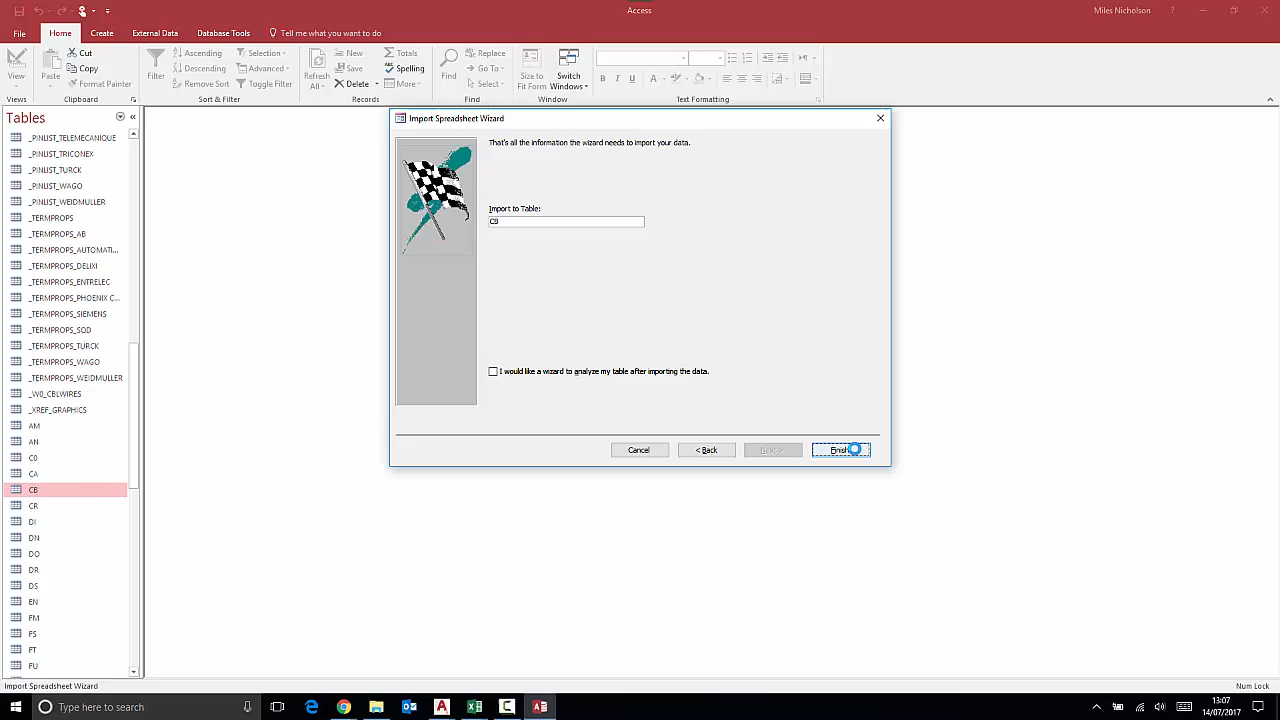 Access
Miles Nicholson
?
File
Home
Create
External Data
Database Tools
Tell me what you want to do
View
Views
Paste
Cut
Copy
Format Painter
Clipboard
Filter
Ascending
Descending
Remove Sort
Selection
Advanced
Toggle Filter
Sort & Filter
Refresh
All
New
Save
Delete
Totals
Spelling
More
Records
Find
Replace
Go To
Select
Find
Size to
Fit Form
Switch
Windows
Window
B I U
A
Text Formatting
Tables
_PINLIST_TELEMECANIQUE
_PINLIST_TRICONEX
_PINLIST_TURCK
_PINLIST_WAGO
_PINLIST_WEIDMULLER
_TERMPROPS
_TERMPROPS_AB
_TERMPROPS_AUTOMATI...
_TERMPROPS_DELIXI
_TERMPROPS_ENTRELEC
_TERMPROPS_PHOENIX C...
_TERMPROPS_SIEMENS
_TERMPROPS_SQD
_TERMPROPS_TURCK
_TERMPROPS_WAGO
_TERMPROPS_WEIDMULLER
_W0_CBLWIRES
_XREF_GRAPHICS
AM
AN
C0
CA
CB
CR
DI
DN
DO
DR
DS
EN
FM
FS
FT
FU
Import Spreadsheet Wizard
That's all the information the wizard needs to import your data.
Import to Table:
CB
I would like a wizard to analyze my table after importing the data.
Cancel
< Back
Next >
Finish
Import Spreadsheet Wizard
Num Lock
Type here to search
13:07
14/07/2017